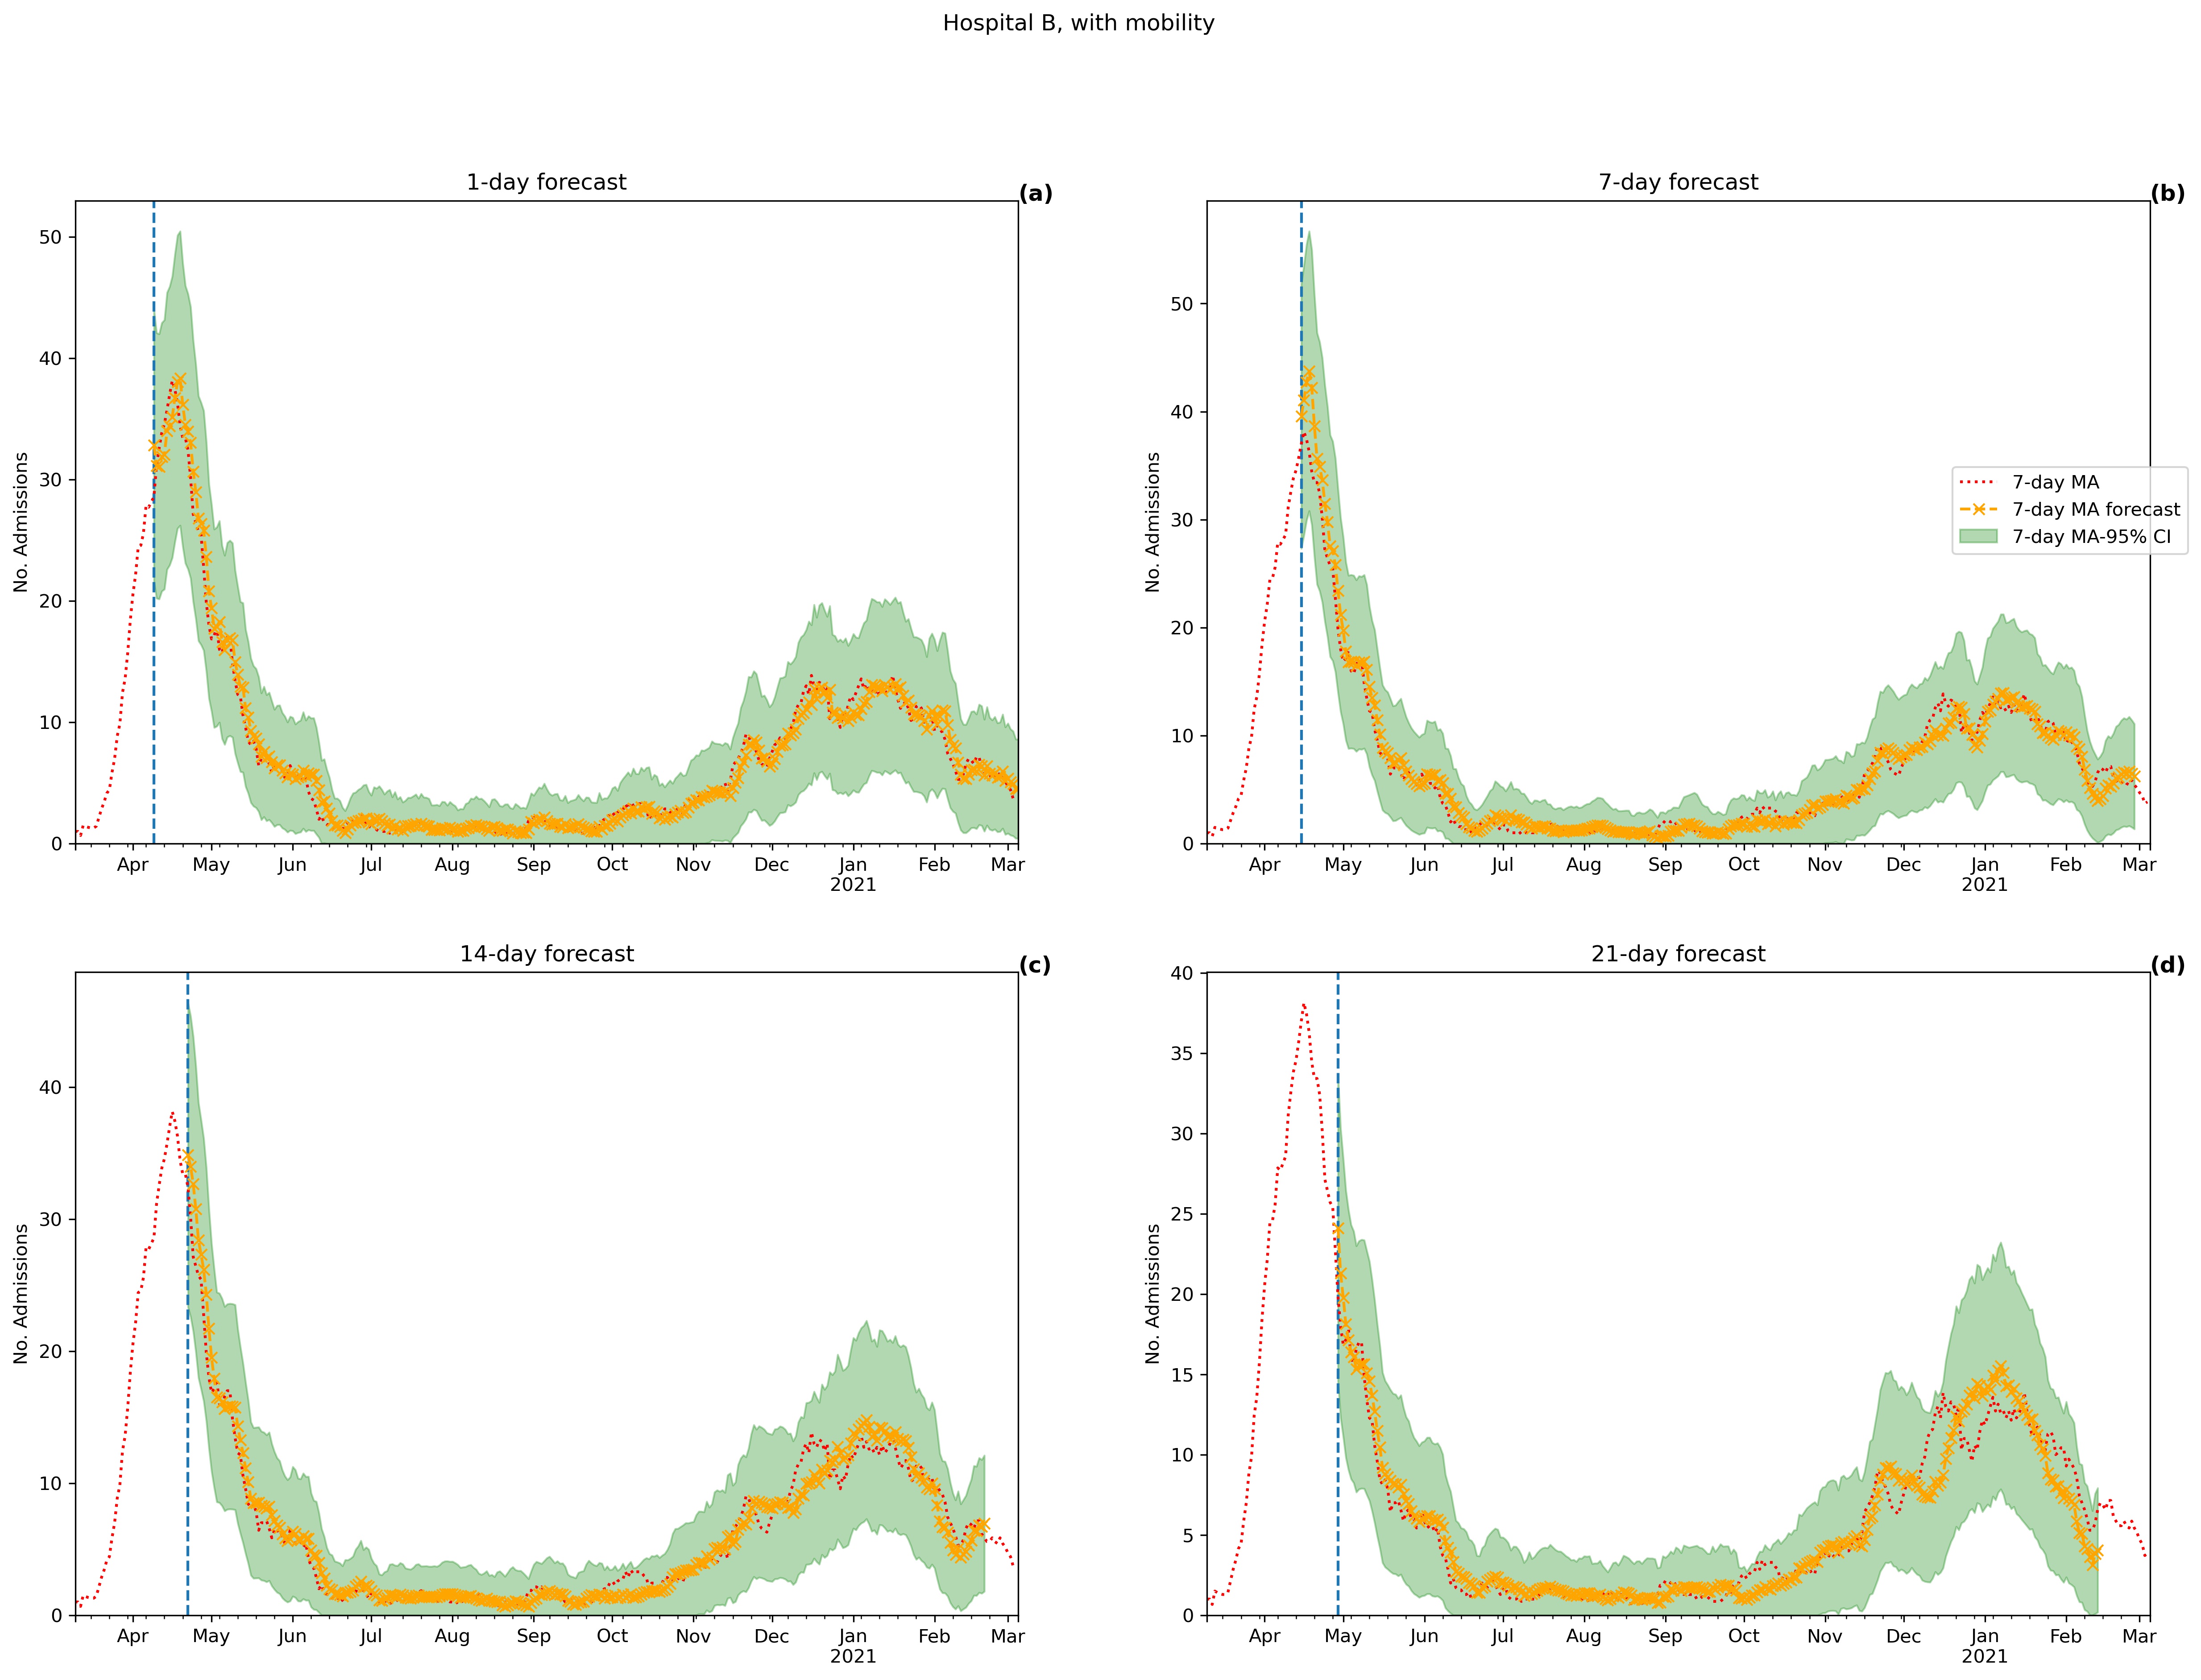 Hospital B, with mobility
1-day forecast
(a)
No. Admissions
50
40
30
20
10
0
Apr May Jun Jul Aug Sep Oct Nov Dec Jan Feb Mar
2021
7-day forecast
(b)
No. Admissions
50
40
30
20
10
0
7-day MA
7-day MA forecast
7-day MA-95% CI
Apr May Jun Jul Aug Sep Oct Nov Dec Jan Feb Mar
2021
14-day forecast
(c)
No. Admissions
40
30
20
10
0
Apr May Jun Jul Aug Sep Oct Nov Dec Jan Feb Mar
2021
21-day forecast
(d)
No. Admissions
40
35
30
25
20
15
10
5
0
Apr May Jun Jul Aug Sep Oct Nov Dec Jan Feb Mar
2021